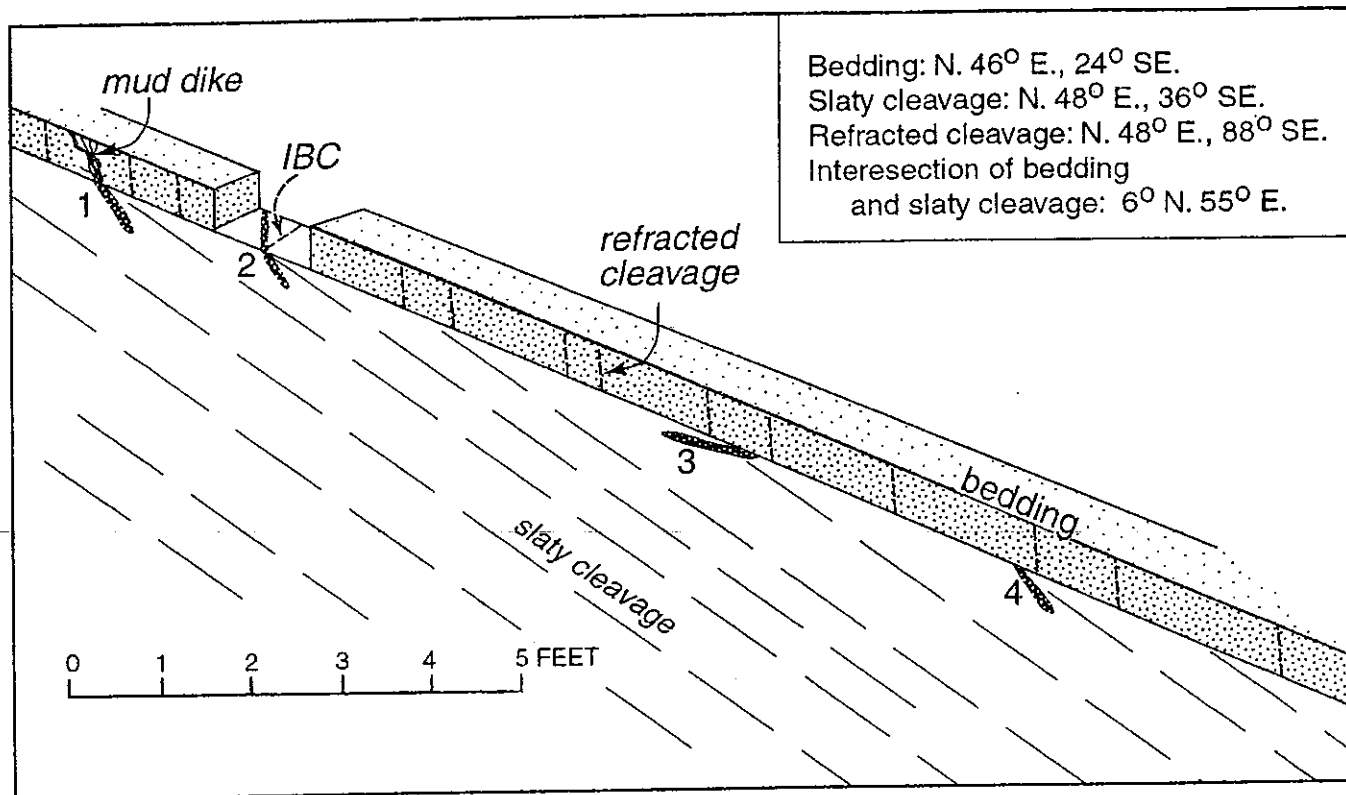 Bedding: N. 46° E., 24° SE.
Slaty cleavage: N. 48° E., 36° SE.
Refracted cleavage: N. 48° E., 88° SE.
Interesection of bedding
and slaty cleavage: 6° N. 55° E.
mud dike
IBC
1
2
refracted
cleavage
3
bedding
slaty cleavage
4
0 1 2 3 4 5 FEET